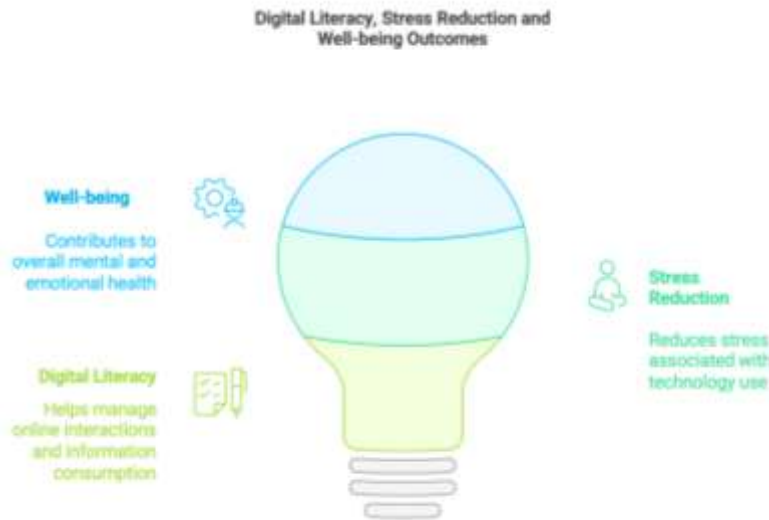 Digital Literacy, Stress Reduction and
Well-being Outcomes
Well-being
Contributes to
overall mental and
emotional health
Stress
Reduction
Reduces stress
associated with
technology use
Digital Literacy
Helps manage
online interactions
and information
consumption